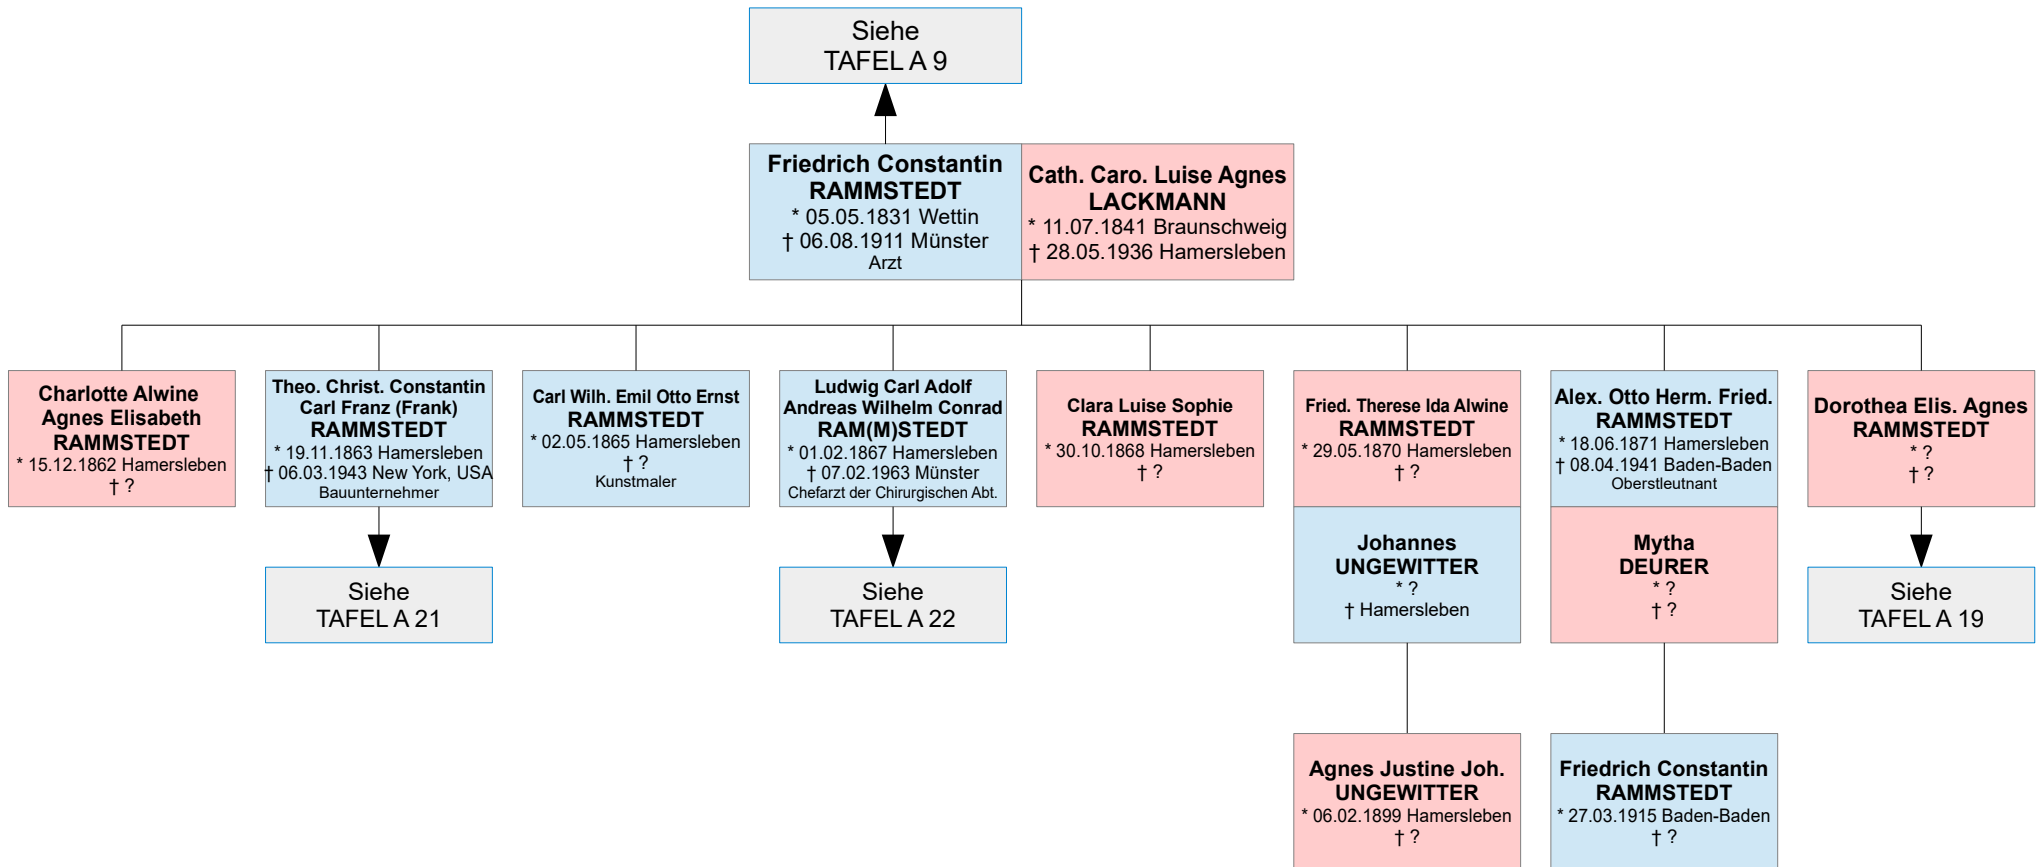 Siehe
TAFEL A 9
Friedrich Constantin
RAMMSTEDT
* 05.05.1831 Wettin
† 06.08.1911 Münster
Arzt
Cath. Caro. Luise Agnes
LACKMANN
* 11.07.1841 Braunschweig
† 28.05.1936 Hamersleben
Charlotte Alwine
Agnes Elisabeth
RAMMSTEDT
* 15.12.1862 Hamersleben
† ?
Theo. Christ. Constantin
Carl Franz (Frank)
RAMMSTEDT
* 19.11.1863 Hamersleben
† 06.03.1943 New York, USA
Bauunternehmer
Carl Wilh. Emil Otto Ernst
RAMMSTEDT
* 02.05.1865 Hamersleben
† ?
Kunstmaler
Ludwig Carl Adolf
Andreas Wilhelm Conrad
RAM(M)STEDT
* 01.02.1867 Hamersleben
† 07.02.1963 Münster
Chefarzt der Chirurgischen Abt.
Clara Luise Sophie
RAMMSTEDT
* 30.10.1868 Hamersleben
† ?
Fried. Therese Ida Alwine
RAMMSTEDT
* 29.05.1870 Hamersleben
† ?
Alex. Otto Herm. Fried.
RAMMSTEDT
* 18.06.1871 Hamersleben
† 08.04.1941 Baden-Baden
Oberstleutnant
Dorothea Elis. Agnes
RAMMSTEDT
* ?
† ?
Siehe
TAFEL A 21
Siehe
TAFEL A 22
Johannes
UNGEWITTER
* ?
† Hamersleben
Mytha
DEURER
* ?
† ?
Siehe
TAFEL A 19
Agnes Justine Joh.
UNGEWITTER
* 06.02.1899 Hamersleben
† ?
Friedrich Constantin
RAMMSTEDT
* 27.03.1915 Baden-Baden
† ?